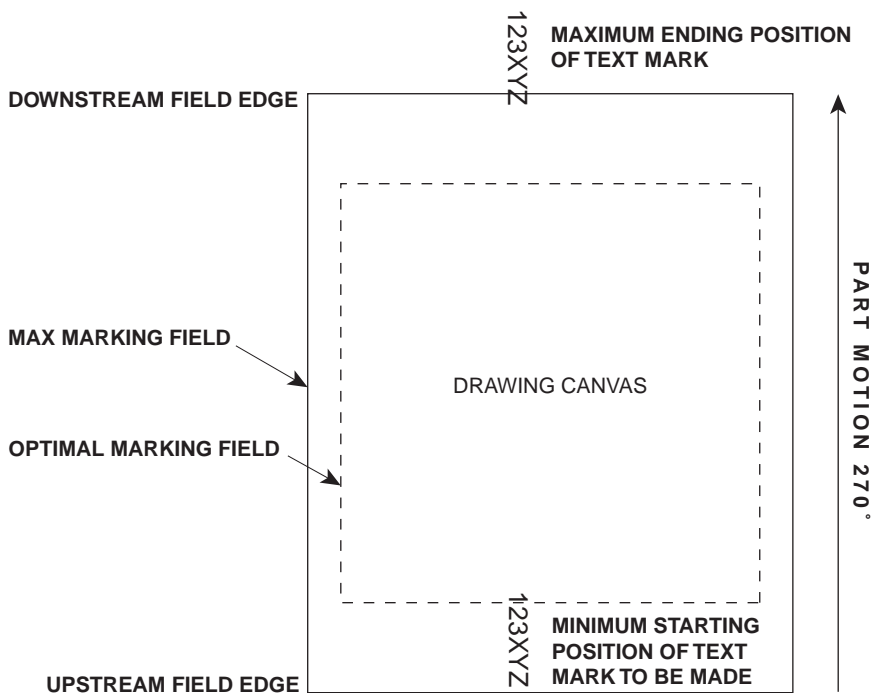 123XYZ
MAXIMUM ENDING POSITION
OF TEXT MARK
DOWNSTREAM FIELD EDGE
MAX MARKING FIELD
DRAWING CANVAS
OPTIMAL MARKING FIELD
PART MOTION 270°
123XYZ
MINIMUM STARTING
POSITION OF TEXT
MARK TO BE MADE
UPSTREAM FIELD EDGE